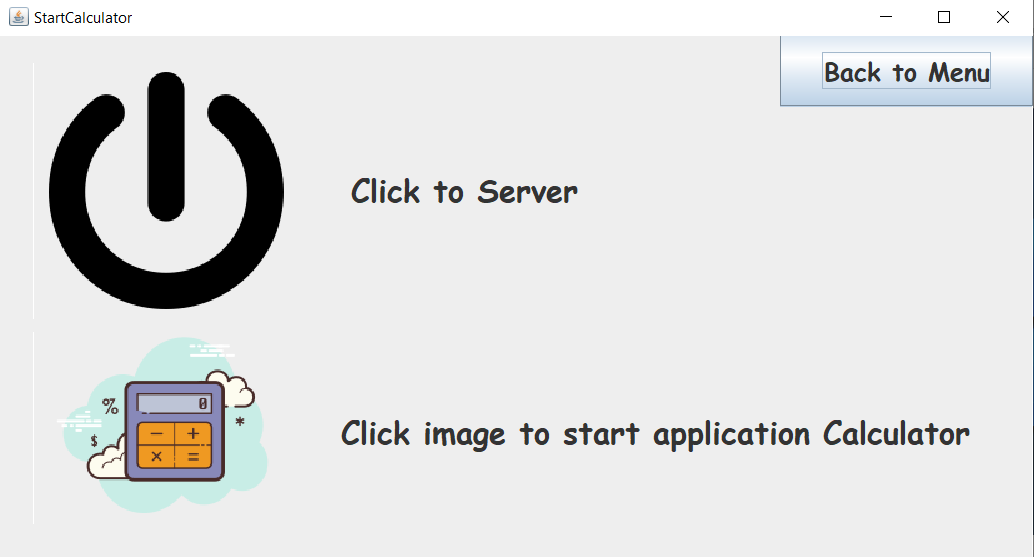 StartCalculator
Back to Menu
Click to Server
% 0
$ *
− +
× =
Click image to start application Calculator